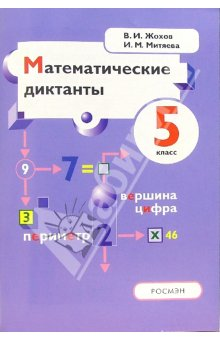 В. И. Жохов
И. М. Митяева
Математические
диктанты
5
класс
9
7=
3
вершина
цифра
периметр
2
x 46
РОСМЭН